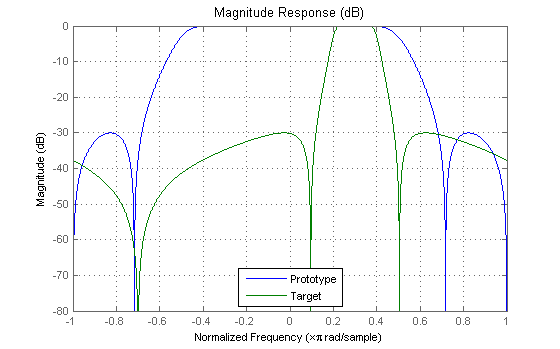 Magnitude Response (dB)
0
-10
-20
-30
-40
-50
-60
-70
-80
Magnitude (dB)
Prototype
Target
-1 -0.8 -0.6 -0.4 -0.2 0 0.2 0.4 0.6 0.8 1
Normalized Frequency (×π rad/sample)